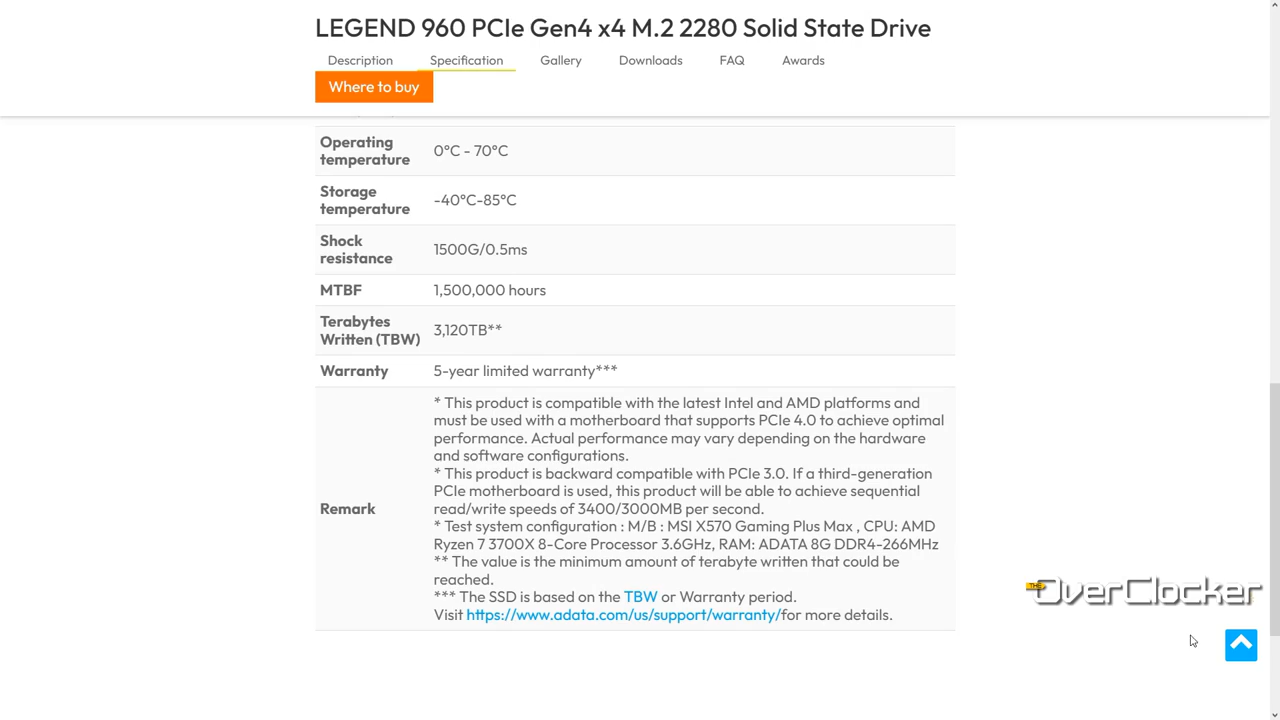 LEGEND 960 PCIe Gen4 x4 M.2 2280 Solid State Drive
Description Specification Gallery Downloads FAQ Awards
Where to buy
Operating
temperature
0°C - 70°C
Storage
temperature
-40°C-85°C
Shock
resistance
1500G/0.5ms
MTBF 1,500,000 hours
Terabytes
Written (TBW)
3,120TB**
Warranty 5-year limited warranty***
Remark
* This product is compatible with the latest Intel and AMD platforms and
must be used with a motherboard that supports PCIe 4.0 to achieve optimal
performance. Actual performance may vary depending on the hardware
and software configurations.
* This product is backward compatible with PCIe 3.0. If a third-generation
PCIe motherboard is used, this product will be able to achieve sequential
read/write speeds of 3400/3000MB per second.
* Test system configuration : M/B : MSI X570 Gaming Plus Max , CPU: AMD
Ryzen 7 3700X 8-Core Processor 3.6GHz, RAM: ADATA 8G DDR4-266MHz
** The value is the minimum amount of terabyte written that could be
reached.
*** The SSD is based on the TBW or Warranty period.
Visit https://www.adata.com/us/support/warranty/for more details.
THE OverClocker